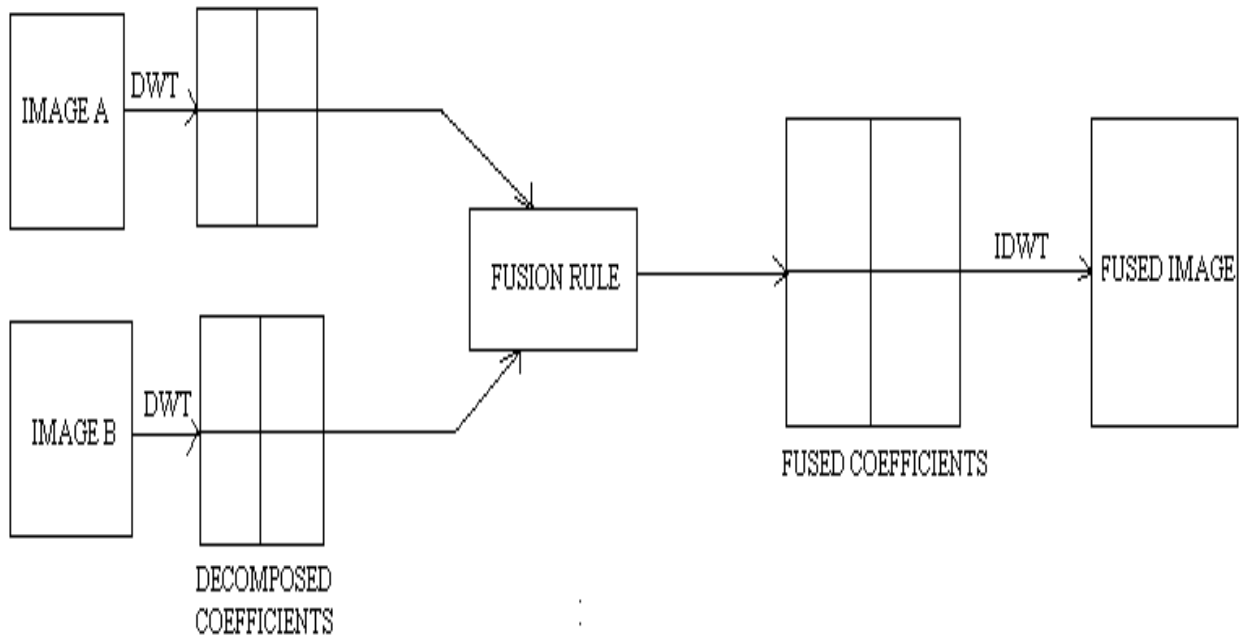 DWT
IMAGE A
DWT
IMAGE B
DECOMPOSED
COEFFICIENTS
FUSION RULE
FUSED COEFFICIENTS
IDWT
FUSED IMAGE